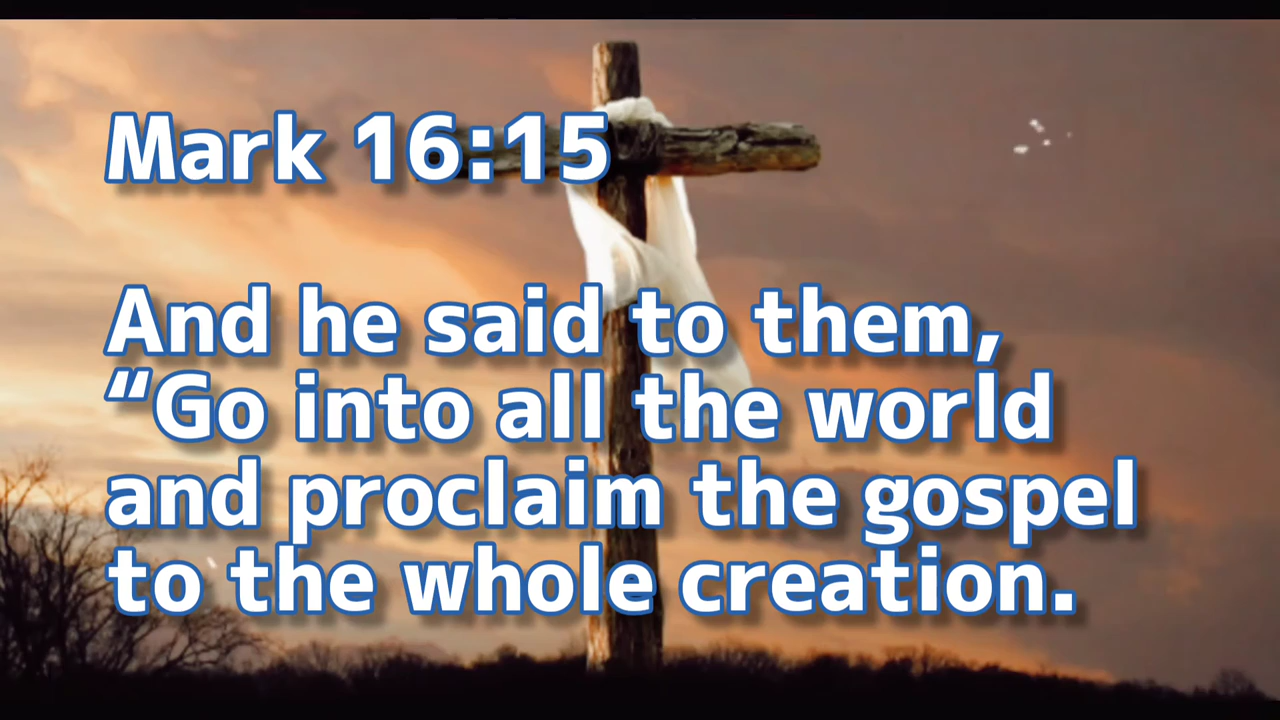 Mark 16:15
And he said to them,
“Go into all the world
and proclaim the gospel
to the whole creation.